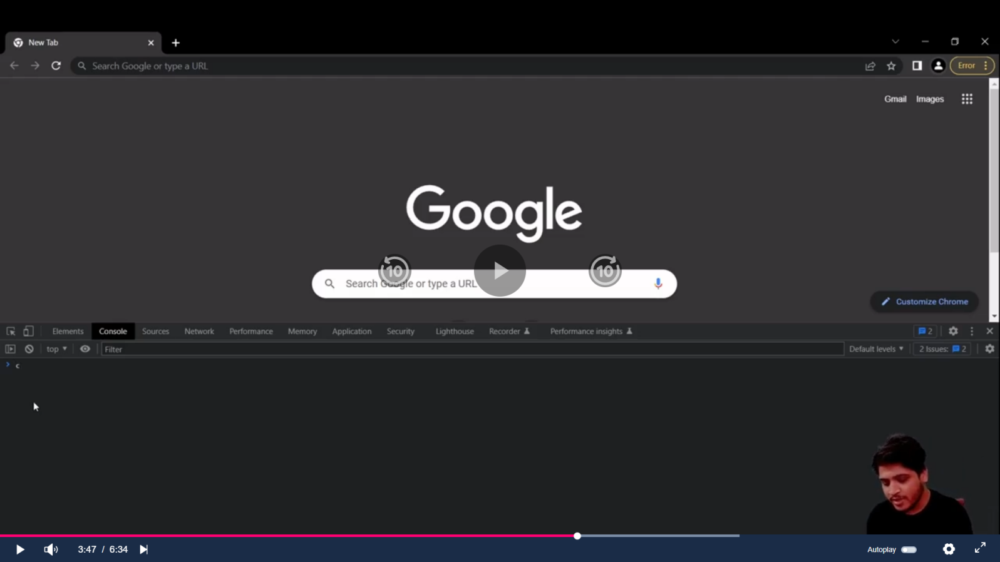 New Tab
Search Google or type a URL
Error
Gmail Images
Google
10 10
Search Google or type a URL
Customize Chrome
Elements Console Sources Network Performance Memory Application Security Lighthouse Recorder Performance insights 2
top Filter Default levels 2 Issues: 2
> c
3:47 / 6:34 Autoplay